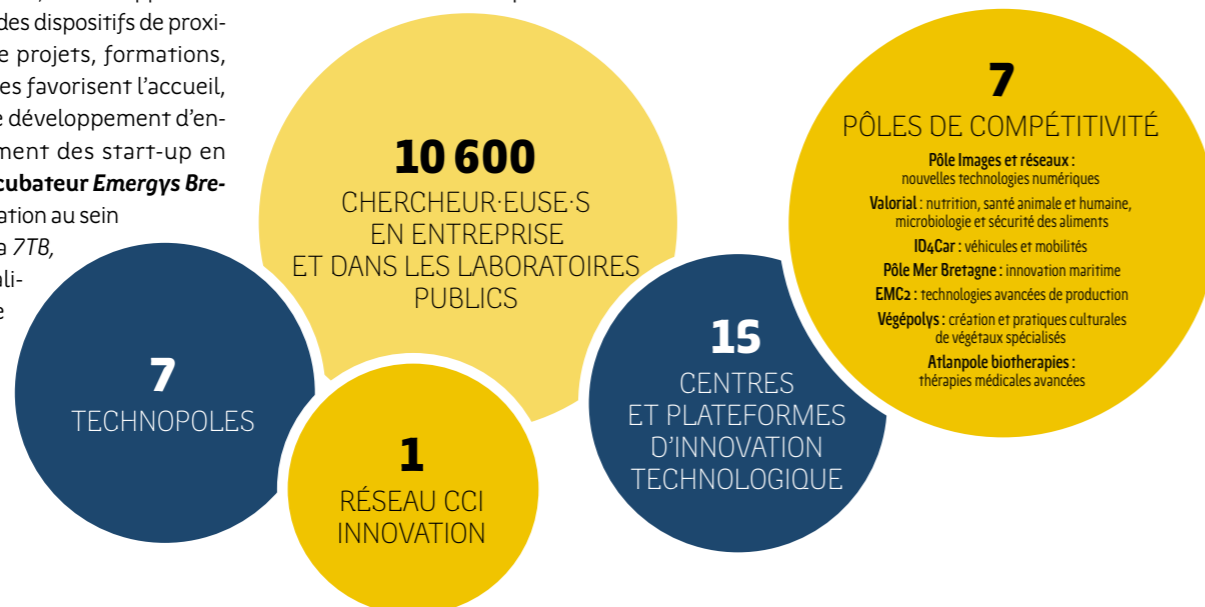 des dispositifs de proxi-
e projets, formations,
es favorisent l'accueil,
e développement d'en-
ment des start-up en
cubateur Emergys Bre-
ation au sein
a 7TB,
ali-
e
10 600
CHERCHEUR·EUSE·S
EN ENTREPRISE
ET DANS LES LABORATOIRES
PUBLICS
7
PÔLES DE COMPÉTITIVITÉ
Pôle Images et réseaux :
nouvelles technologies numériques
Valorial : nutrition, santé animale et humaine,
microbiologie et sécurité des aliments
ID4Car : véhicules et mobilités
Pôle Mer Bretagne : innovation maritime
EMC2 : technologies avancées de production
Végépolys : création et pratiques culturales
de végétaux spécialisés
Atlanpole biotherapies :
thérapies médicales avancées
7
TECHNOPOLES
1
RÉSEAU CCI
INNOVATION
15
CENTRES
ET PLATEFORMES
D'INNOVATION
TECHNOLOGIQUE